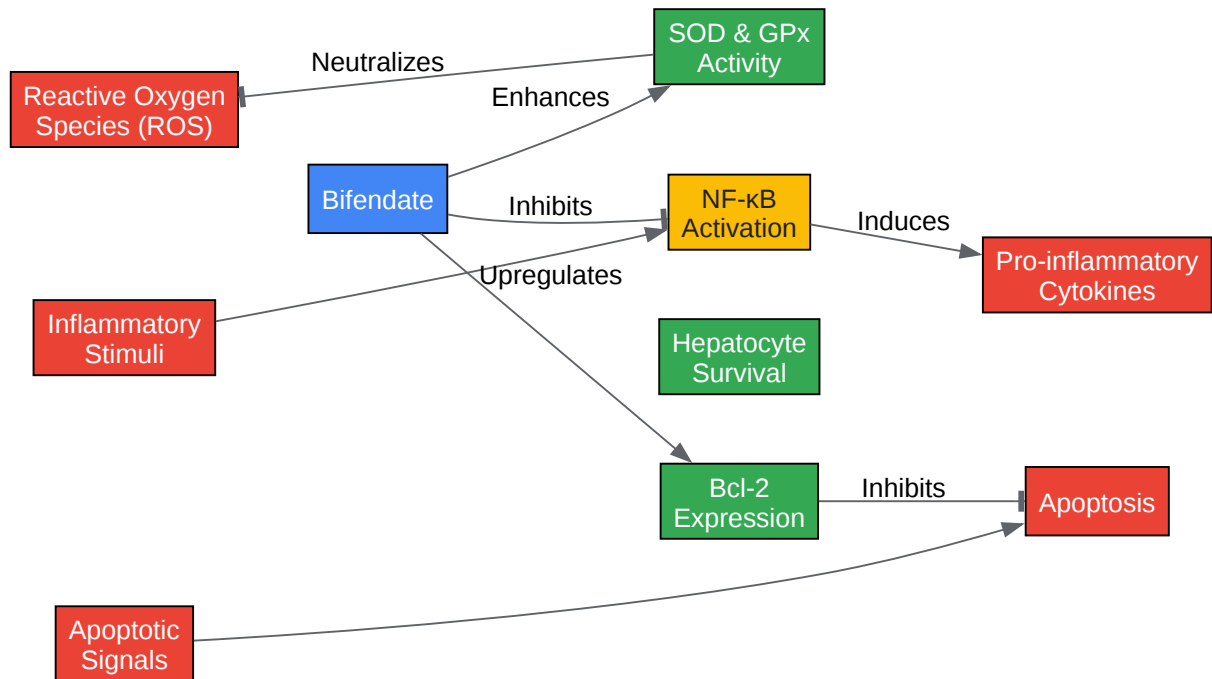 SOD & GPx
Activity
Neutralizes
Reactive Oxygen
Species (ROS)
Enhances
Bifendate
Inhibits
NF-κB
Activation
Induces
Pro-inflammatory
Cytokines
Upregulates
Inflammatory
Stimuli
Hepatocyte
Survival
Bcl-2
Expression
Inhibits
Apoptosis
Apoptotic
Signals